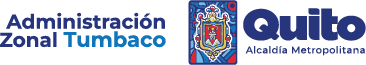 Administración
Zonal Tumbaco
Quito
Alcaldía Metropolitana